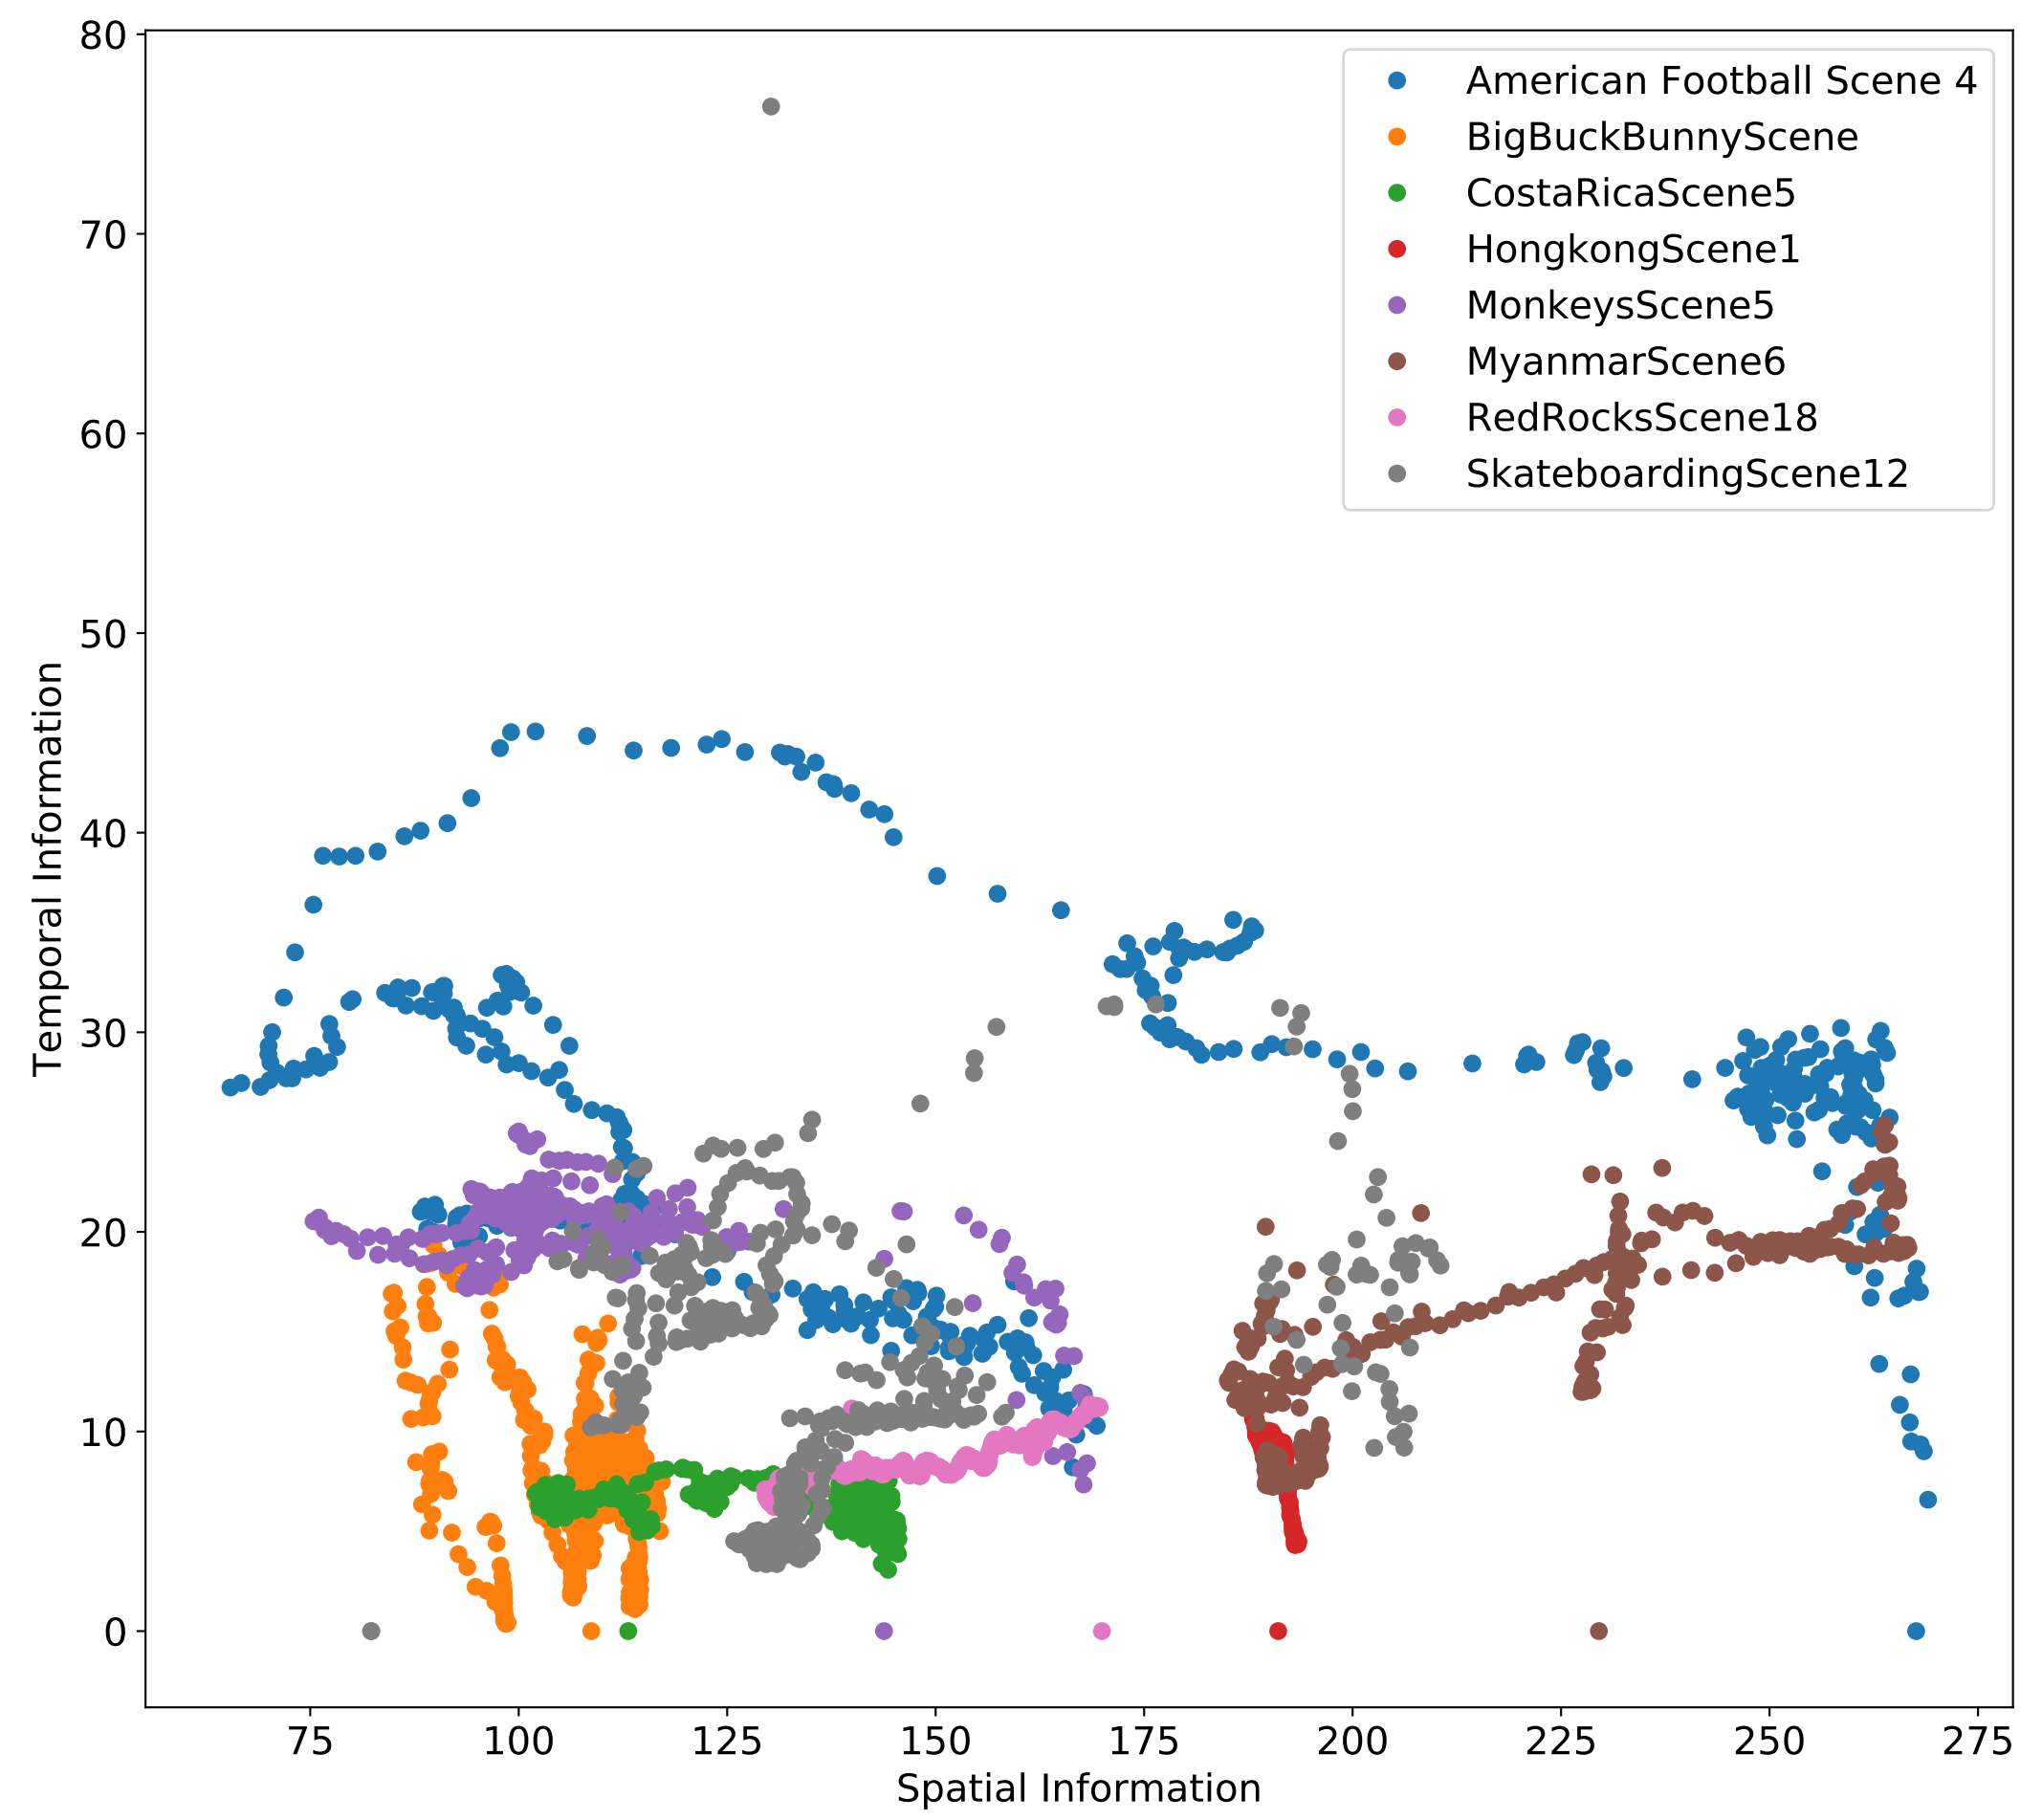 80
70
60
50
40
30
20
10
0
Temporal Information
American Football Scene 4
BigBuckBunnyScene
CostaRicaScene5
HongkongScene1
MonkeysScene5
MyanmarScene6
RedRocksScene18
SkateboardingScene12
75 100 125 150 175 200 225 250 275
Spatial Information